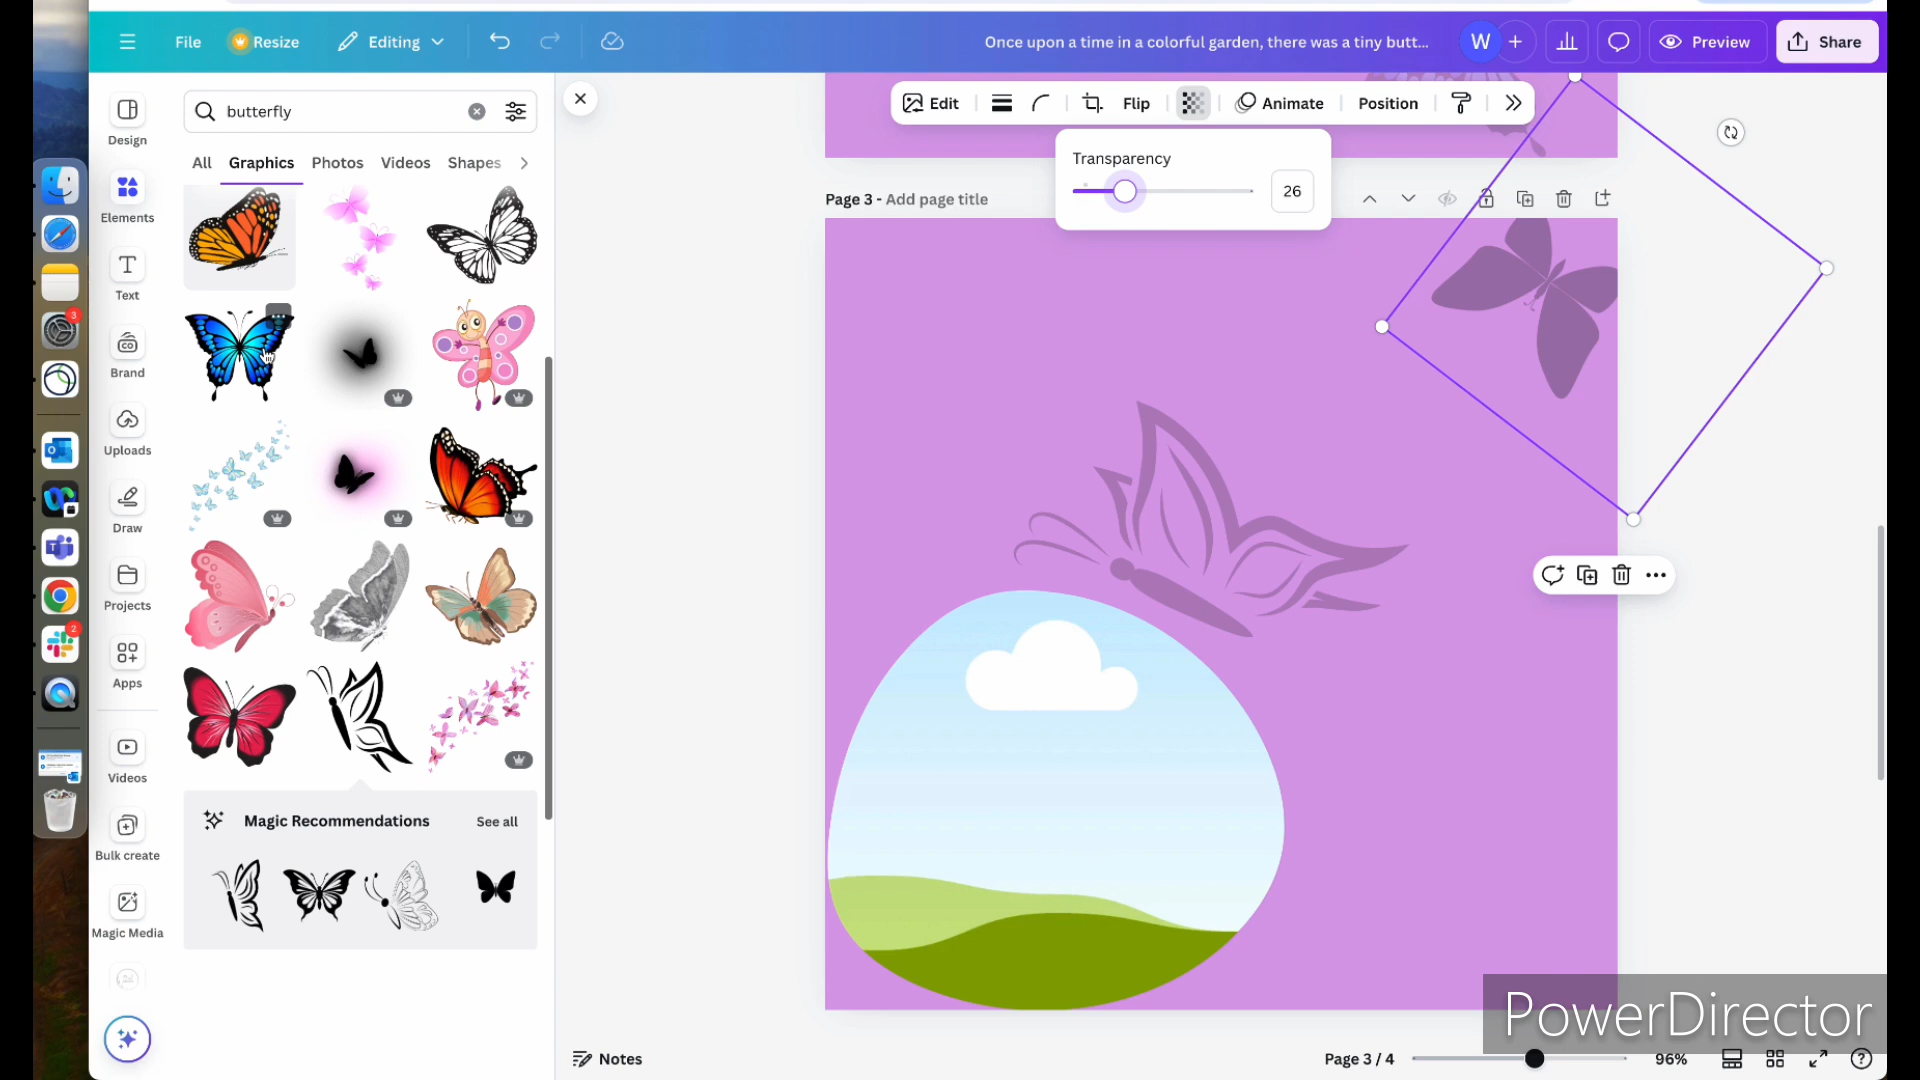 File
Resize
Editing
Once upon a time in a colorful garden, there was a tiny butt...
W
+
Preview
Share
Design
Elements
Text
Brand
Uploads
Draw
Projects
Apps
Videos
Bulk create
Magic Media
butterfly
All
Graphics
Photos
Videos
Shapes
Magic Recommendations
See all
Edit
Flip
Animate
Position
Transparency
26
Page 3 - Add page title
3
2
Notes
Page 3 / 4
96%
PowerDirector